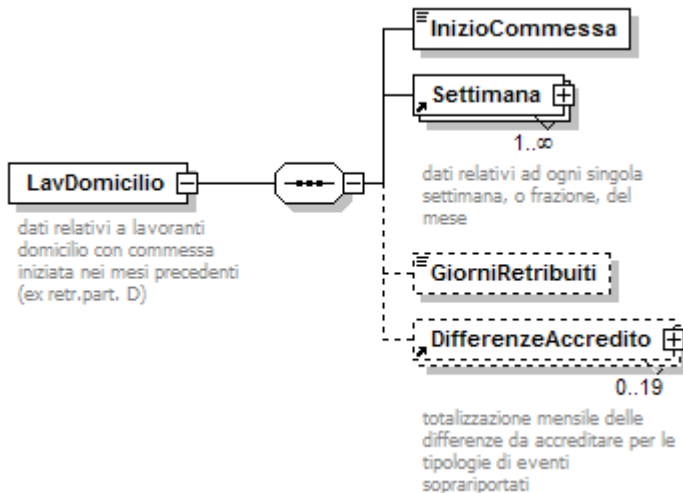 InizioCommessa
Settimana
1..∞
dati relativi ad ogni singola
settimana, o frazione, del
mese
LavDomicilio
dati relativi a lavoranti
domicilio con commessa
iniziata nei mesi precedenti
(ex retr.part. D)
GiorniRetribuiti
DifferenzeAccredito
0..19
totalizzazione mensile delle
differenze da accreditare per le
tipologie di eventi
soprariportati